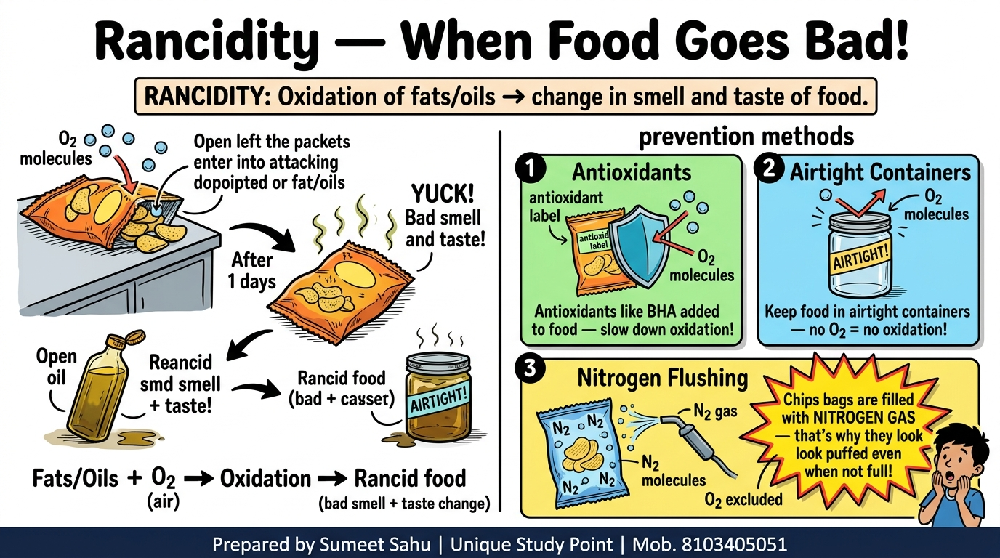 Rancidity — When Food Goes Bad!
RANCIDITY: Oxidation of fats/oils → change in smell and taste of food.
O₂
molecules
Open left the packets
enter into attacking
dopoipted or fat/oils
After
1 days
YUCK!
Bad smell
and taste!
Open
oil
Reancid
smd smell
+ taste!
Rancid food
(bad + causet)
AIRTIGHT!
Fats/Oils + O₂ → Oxidation → Rancid food
(air)
(bad smell + taste change)
prevention methods
1 Antioxidants
antioxidant
label
antioxid
label
O₂
molecules
Antioxidants like BHA added
to food — slow down oxidation!
2 Airtight Containers
O₂
molecules
AIRTIGHT!
Keep food in airtight containers
— no O₂ = no oxidation!
3 Nitrogen Flushing
N₂ N₂
N₂ N₂
N₂ gas
N₂
molecules
O₂ excluded
Chips bags are filled
with NITROGEN GAS
— that's why they look
look puffed even
when not full!
Prepared by Sumeet Sahu | Unique Study Point | Mob. 8103405051